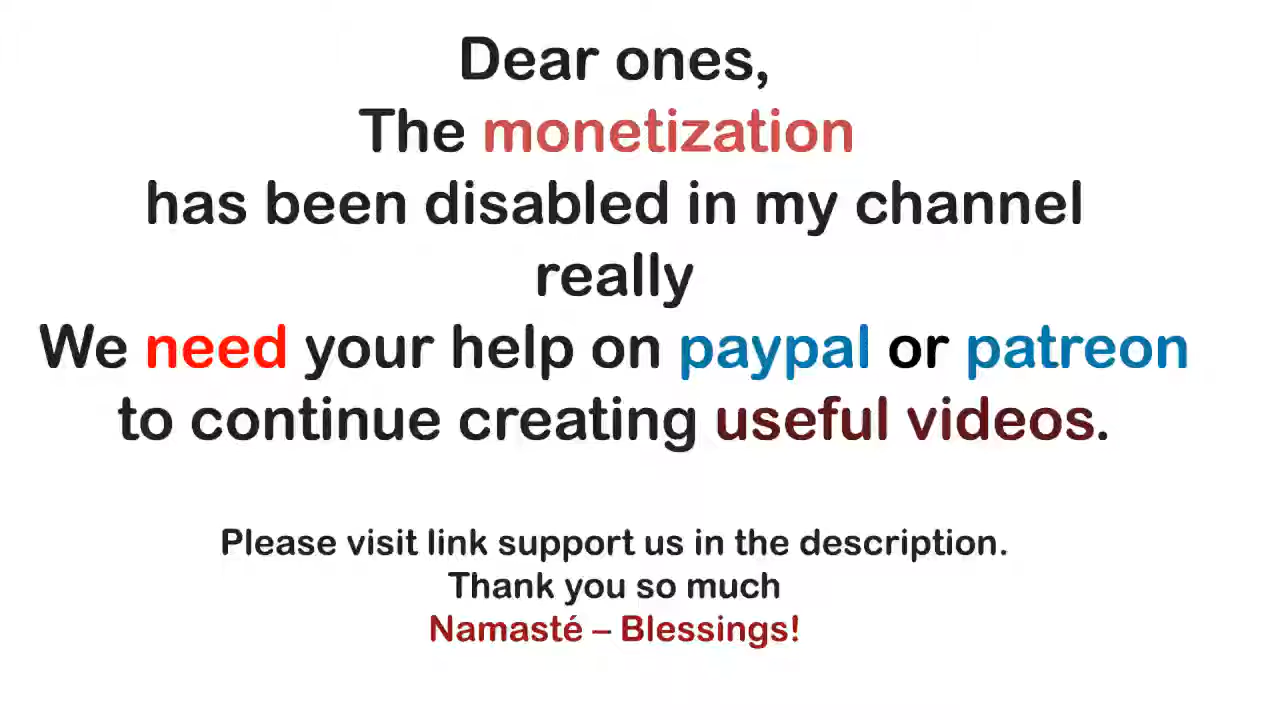 Dear ones,
The monetization
has been disabled in my channel
really
We need your help on paypal or patreon
to continue creating useful videos.
Please visit link support us in the description.
Thank you so much
Namasté – Blessings!